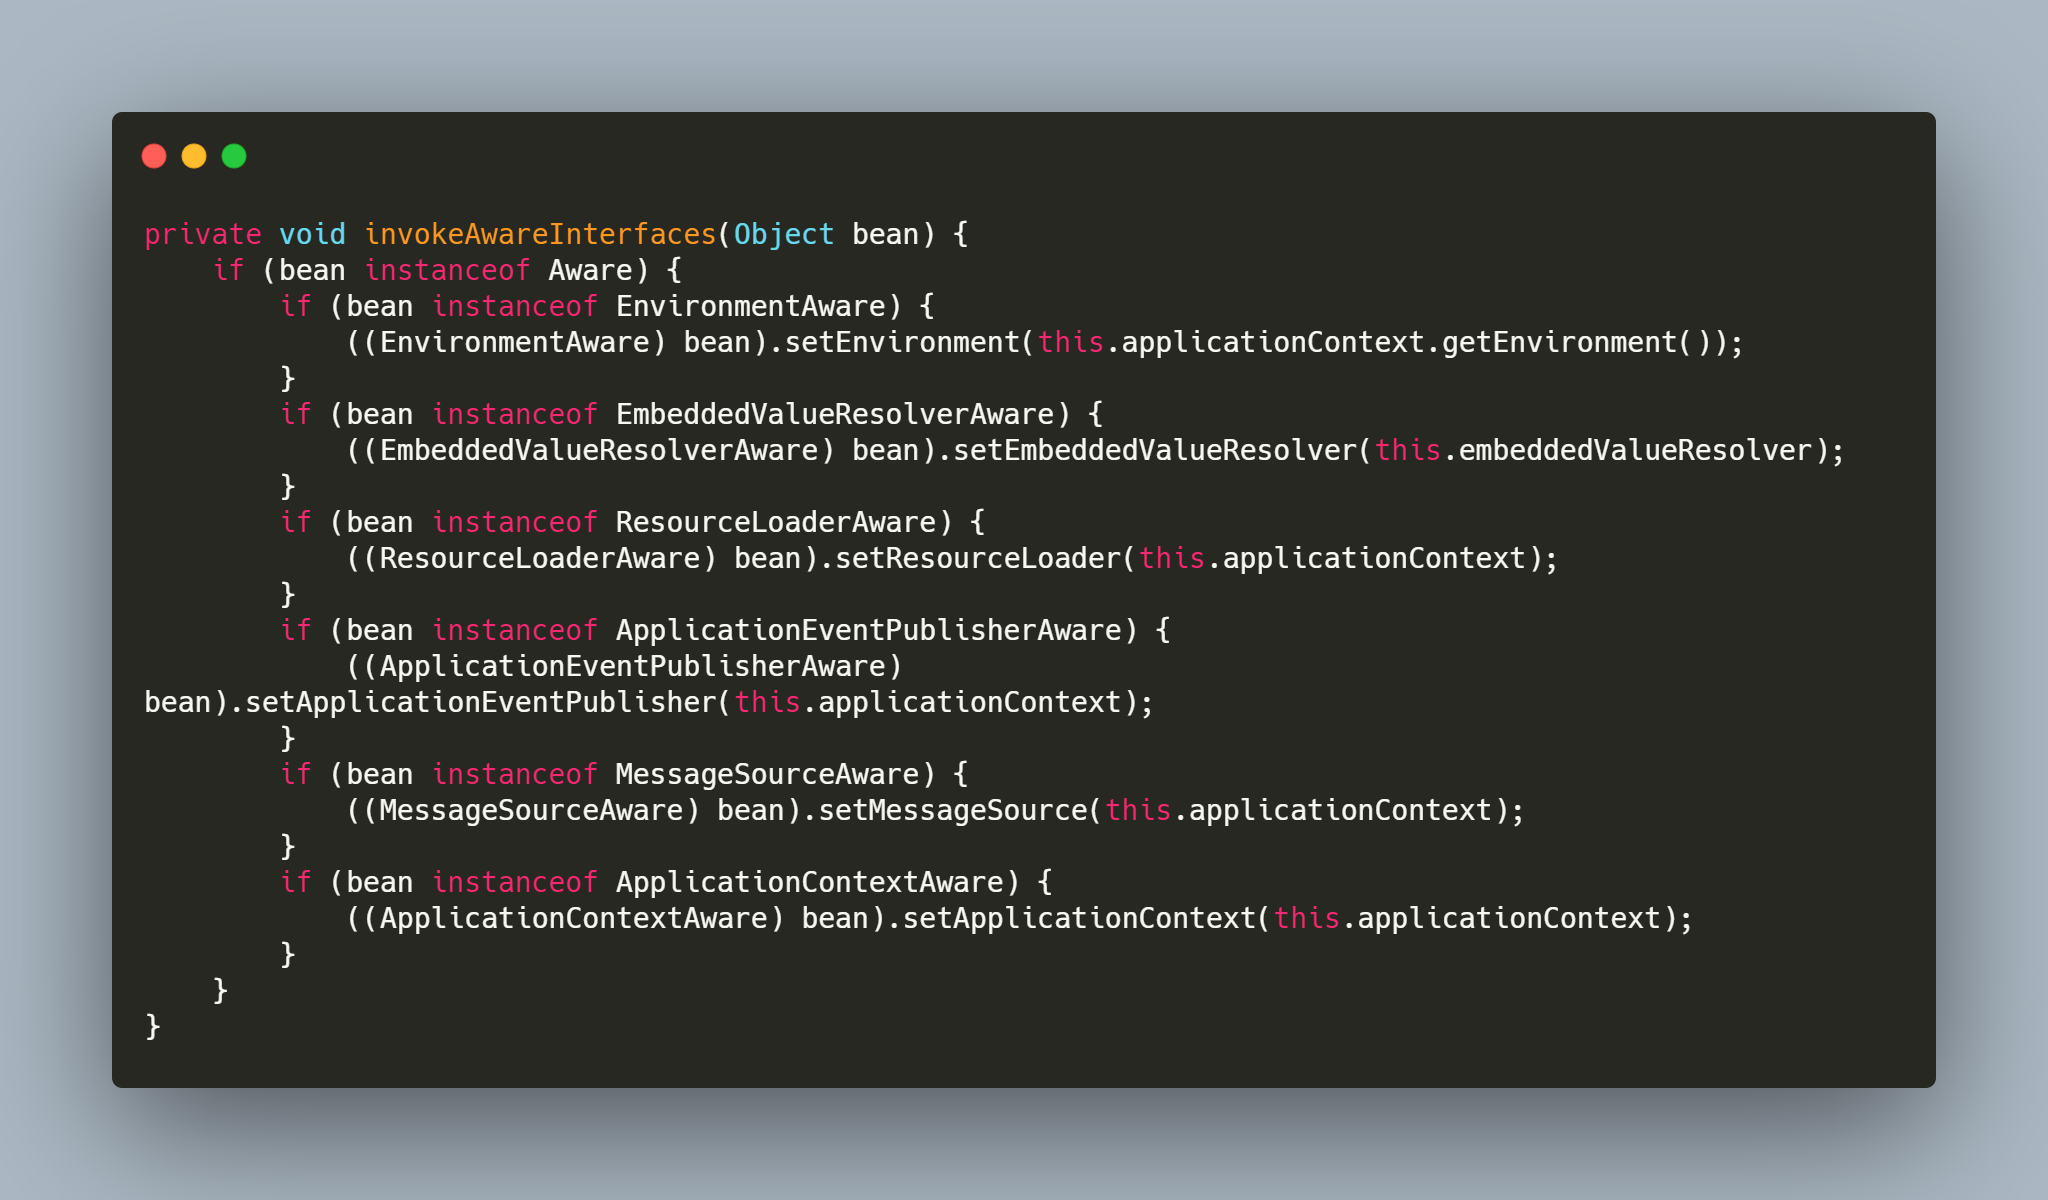 private void invokeAwareInterfaces(Object bean) {
    if (bean instanceof Aware) {
        if (bean instanceof EnvironmentAware) {
            ((EnvironmentAware) bean).setEnvironment(this.applicationContext.getEnvironment());
        }
        if (bean instanceof EmbeddedValueResolverAware) {
            ((EmbeddedValueResolverAware) bean).setEmbeddedValueResolver(this.embeddedValueResolver);
        }
        if (bean instanceof ResourceLoaderAware) {
            ((ResourceLoaderAware) bean).setResourceLoader(this.applicationContext);
        }
        if (bean instanceof ApplicationEventPublisherAware) {
            ((ApplicationEventPublisherAware)
bean).setApplicationEventPublisher(this.applicationContext);
        }
        if (bean instanceof MessageSourceAware) {
            ((MessageSourceAware) bean).setMessageSource(this.applicationContext);
        }
        if (bean instanceof ApplicationContextAware) {
            ((ApplicationContextAware) bean).setApplicationContext(this.applicationContext);
        }
    }
}